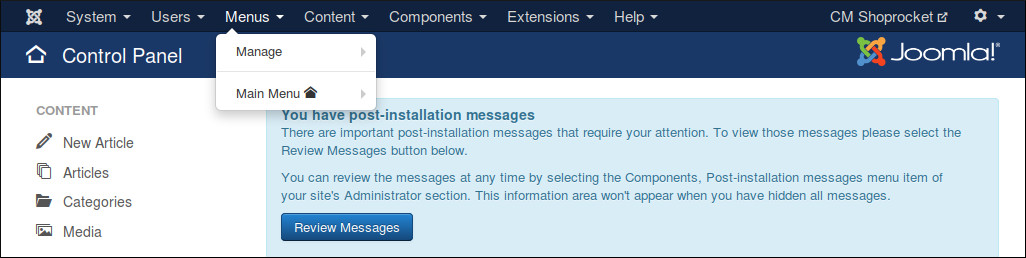 System Users Menus Content Components Extensions Help CM Shoprocket
Control Panel Joomla!®
Manage
Main Menu
CONTENT
New Article
Articles
Categories
Media
You have post-installation messages
There are important post-installation messages that require your attention. To view those messages please select the
Review Messages button below.
You can review the messages at any time by selecting the Components, Post-installation messages menu item of
your site's Administrator section. This information area won't appear when you have hidden all messages.
Review Messages